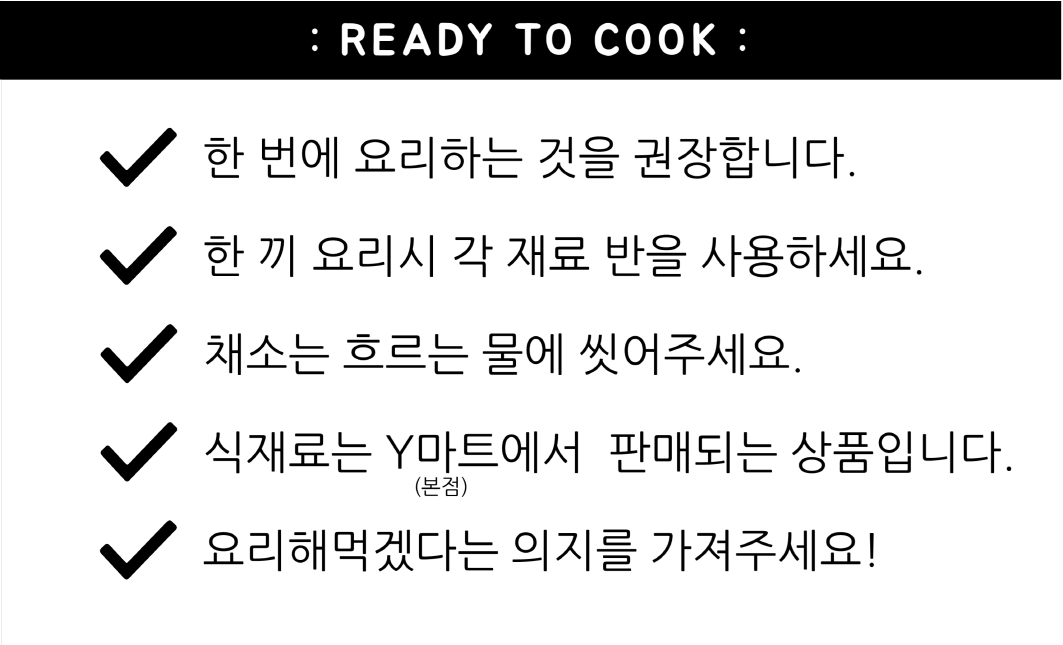 : READY TO COOK :
한 번에 요리하는 것을 권장합니다.
한 끼 요리시 각 재료 반을 사용하세요.
채소는 흐르는 물에 씻어주세요.
식재료는 Y마트에서 판매되는 상품입니다.
(본점)
요리해먹겠다는 의지를 가져주세요!